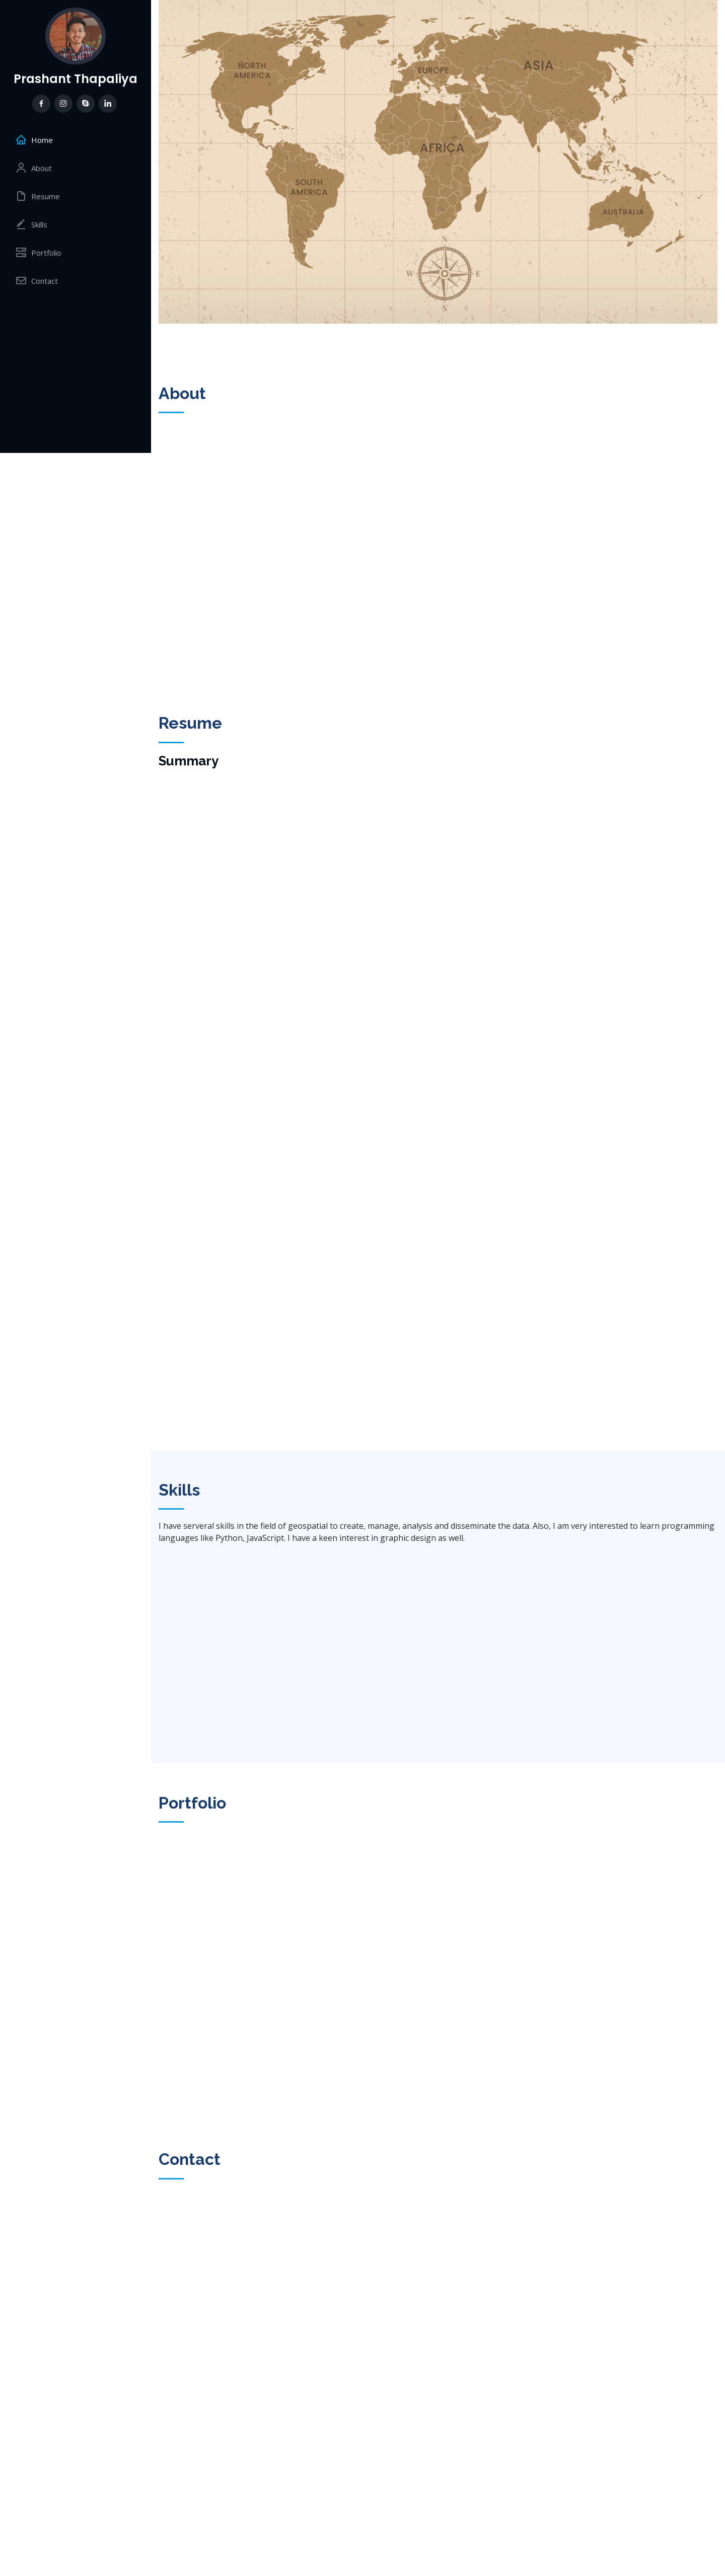 Prashant Thapaliya
Home
About
Resume
Skills
Portfolio
Contact
NORTH
AMERICA
EUROPE
ASIA
AFRICA
SOUTH
AMERICA
AUSTRALIA
N
W
E
S
About
Resume
Summary
Skills
I have serveral skills in the field of geospatial to create, manage, analysis and disseminate the data. Also, I am very interested to learn programming
languages like Python, JavaScript. I have a keen interest in graphic design as well.
Portfolio
Contact